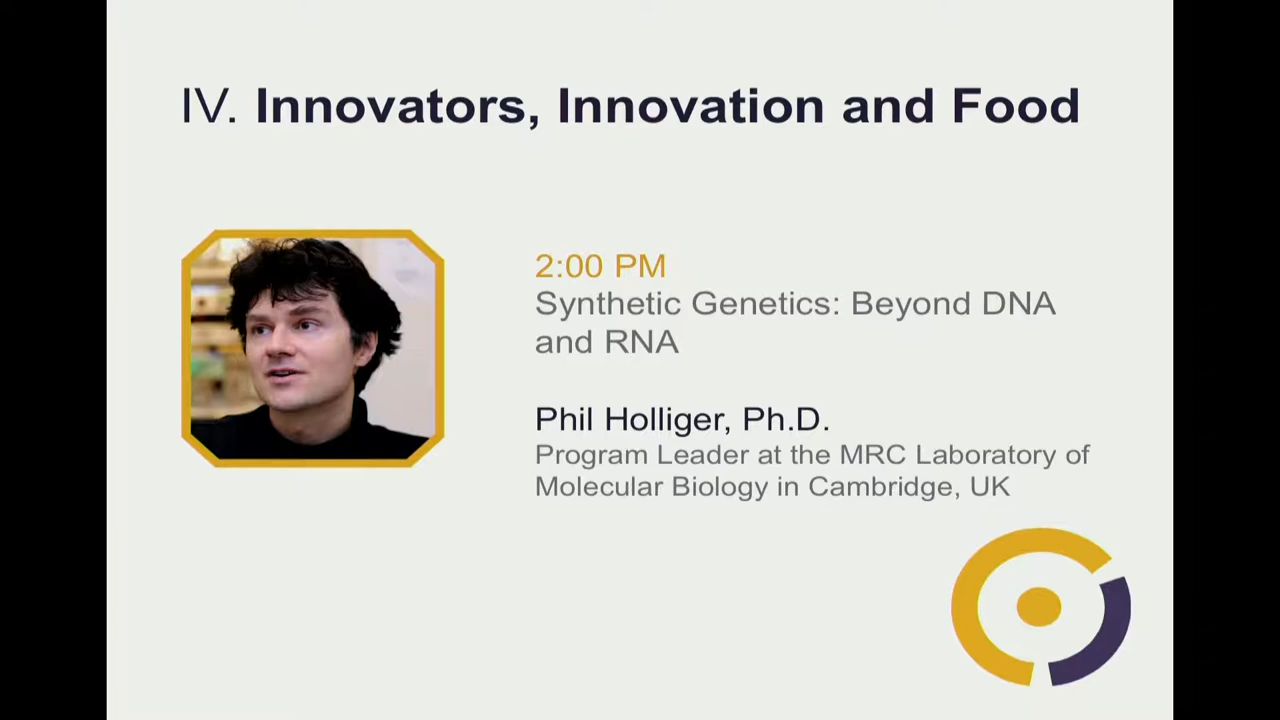 IV. Innovators, Innovation and Food
2:00 PM
Synthetic Genetics: Beyond DNA
and RNA
Phil Holliger, Ph.D.
Program Leader at the MRC Laboratory of
Molecular Biology in Cambridge, UK